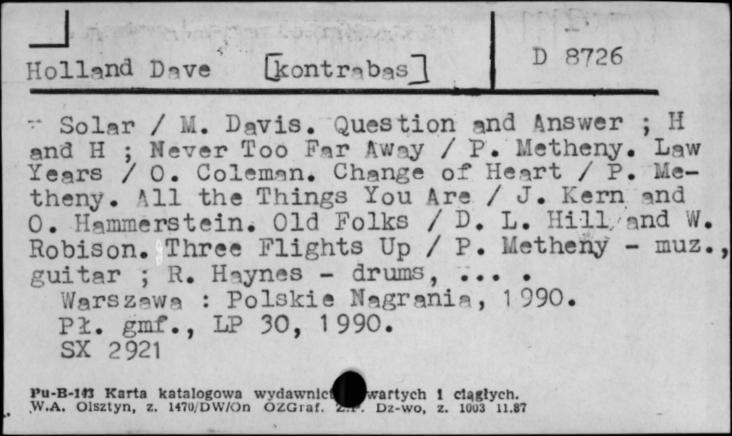 Holland Dave [kontrabas]
D 8726
- Solar / M. Davis. Question and Answer ; H
and H ; Never Too Far Away / P. Metheny. Law
Years / O. Coleman. Change of Heart / P. Me-
theny. All the Things You Are / J. Kern and
O. Hammerstein. Old Folks / D. L. Hill and W.
Robison. Three Flights Up / P. Metheny - muz.,
guitar ; R. Haynes - drums, ... .
Warszawa : Polskie Nagrania, 1990.
Pł. gmf., LP 30, 1990.
SX 2921
Pu-B-143 Karta katalogowa wydawnict wartych i ciągłych.
W.A. Olsztyn, z. 1470/DW/On OZGraf. Z.P. Dz-wo, z. 1003 11.87